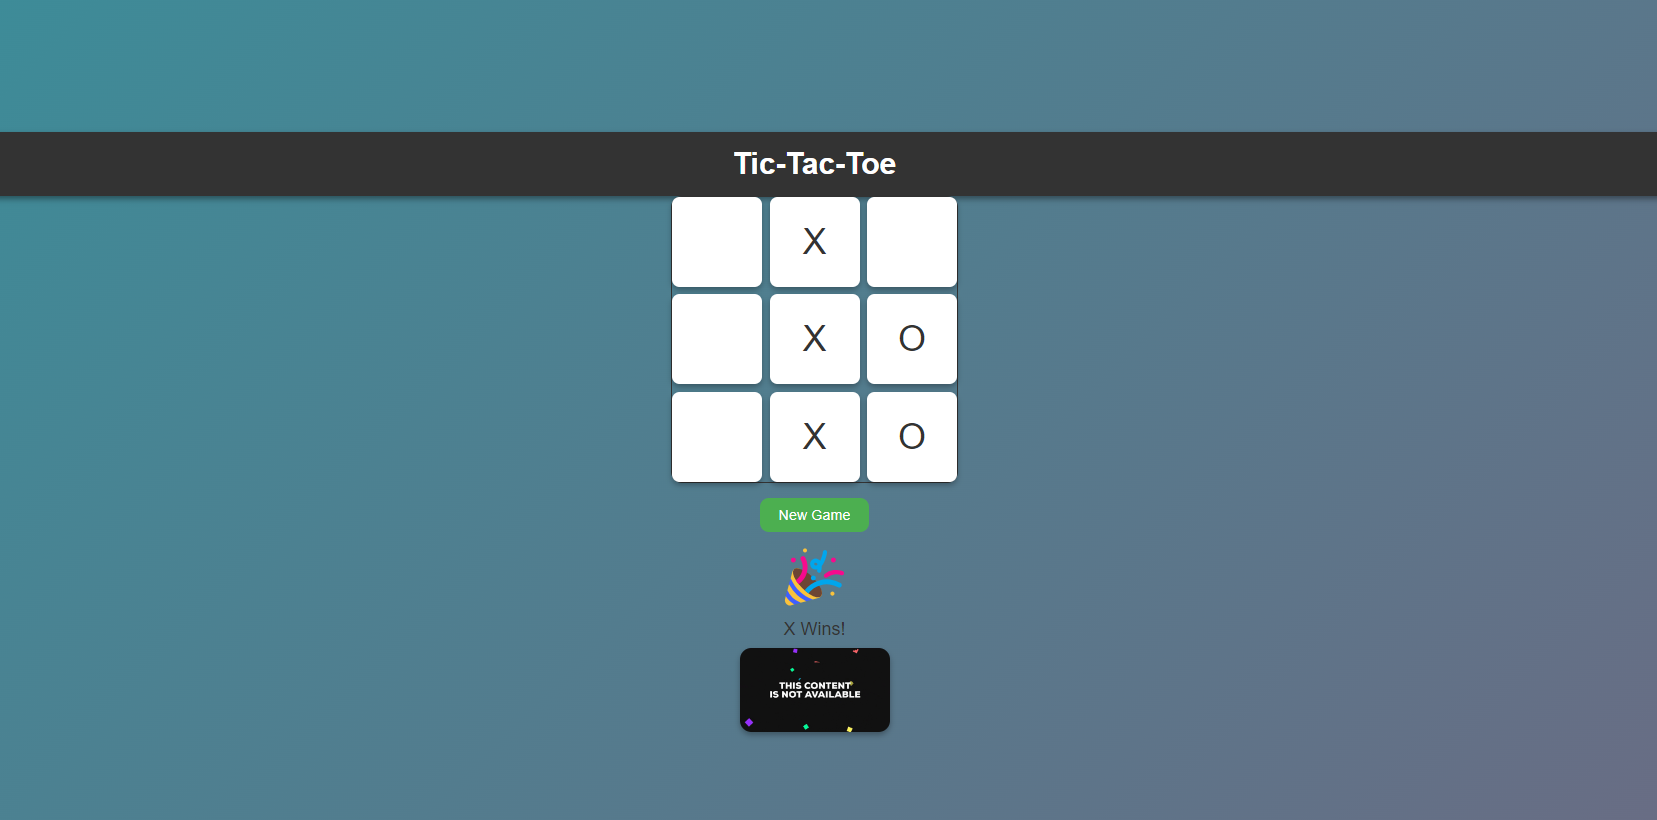 Tic-Tac-Toe
X
X O
X O
New Game
X Wins!
THIS CONTENT
IS NOT AVAILABLE